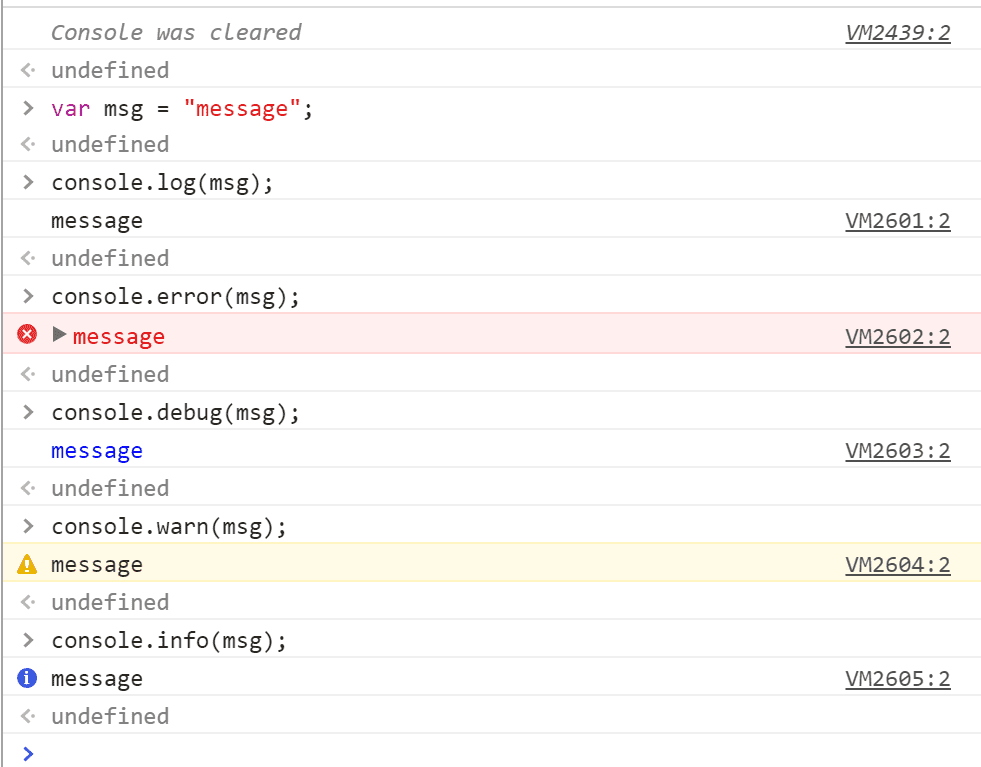 Console was cleared VM2439:2
undefined
var msg = "message";
undefined
console.log(msg);
message VM2601:2
undefined
console.error(msg);
message VM2602:2
undefined
console.debug(msg);
message VM2603:2
undefined
console.warn(msg);
message VM2604:2
undefined
console.info(msg);
message VM2605:2
undefined